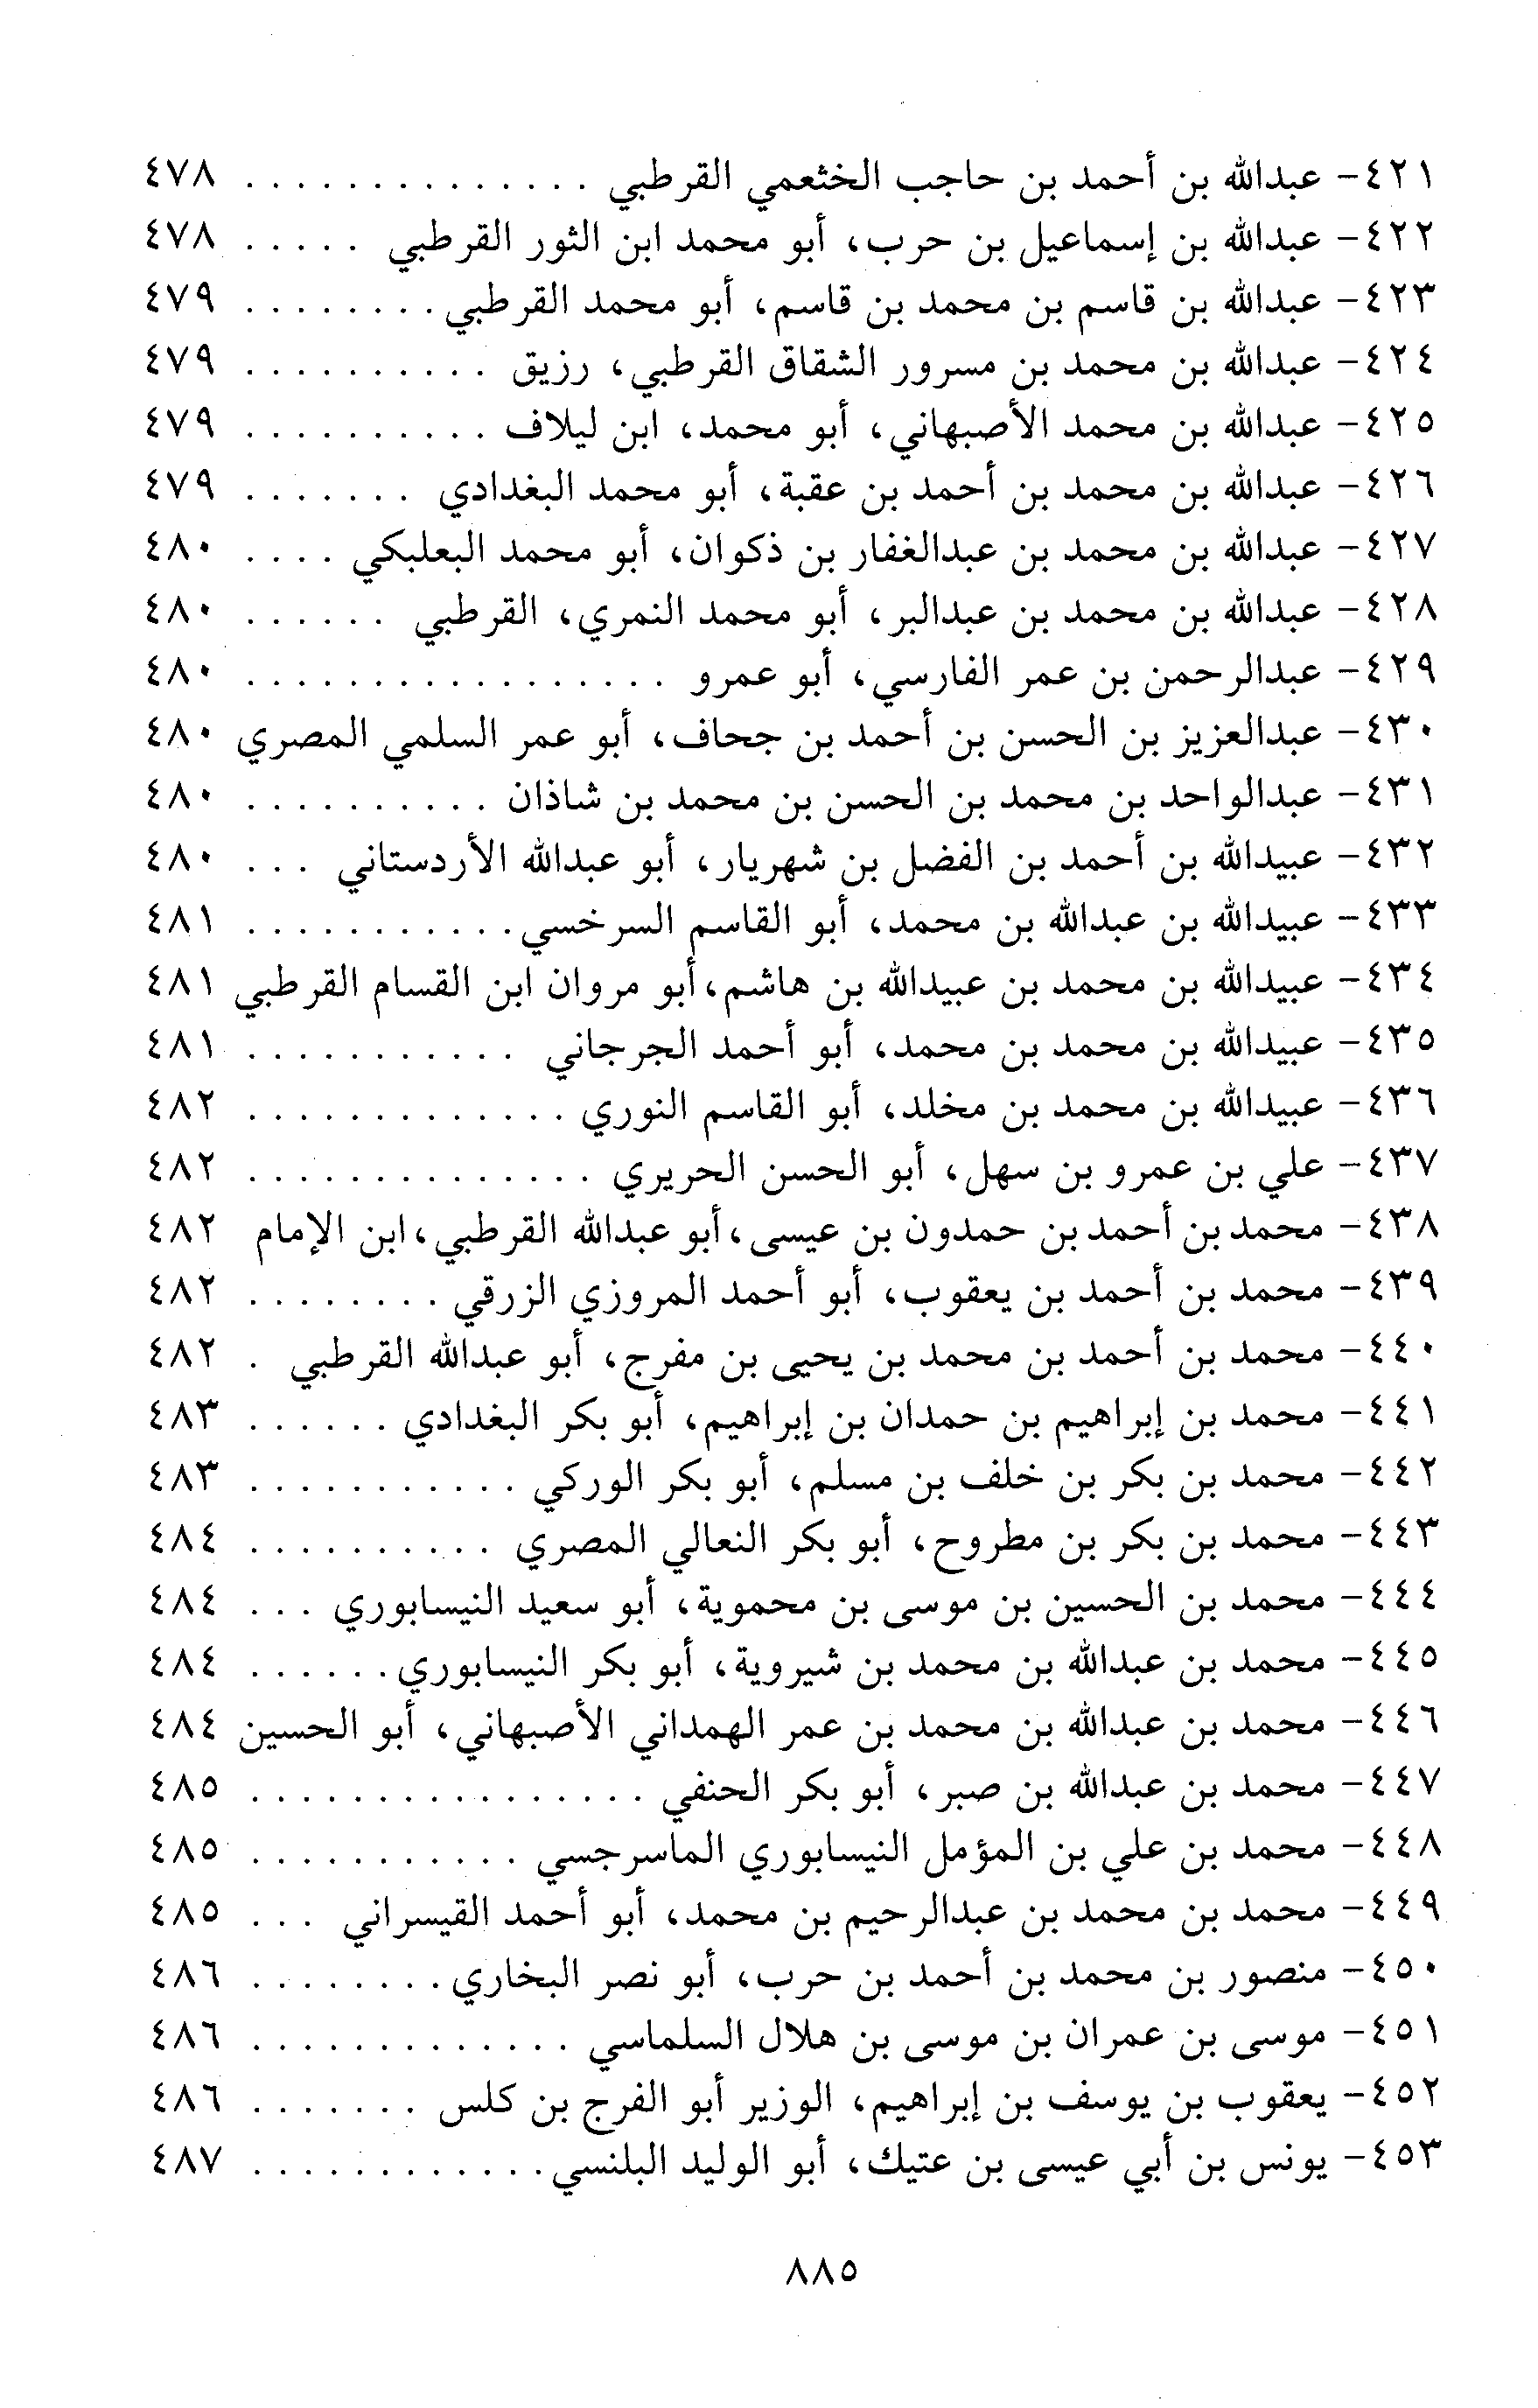 ٤٢١- عبدالله بن أحمد بن حاجب الخثعمي القرطبي . . . . . . . . . . . . . . ٤٧٨
٤٢٢- عبدالله بن إسماعيل بن حرب، أبو محمد ابن الثور القرطبي . . . . . ٤٧٨
٤٢٣- عبدالله بن قاسم بن محمد بن قاسم، أبو محمد القرطبي . . . . . . . . ٤٧٩
٤٢٤- عبدالله بن محمد بن مسرور الشقاق القرطبي، رزيق . . . . . . . . . . ٤٧٩
٤٢٥- عبدالله بن محمد الأصبهاني، أبو محمد، ابن ليلاف . . . . . . . . . . ٤٧٩
٤٢٦- عبدالله بن محمد بن أحمد بن عقبة، أبو محمد البغدادي . . . . . . . ٤٧٩
٤٢٧- عبدالله بن محمد بن عبدالغفار بن ذكوان، أبو محمد البعلبكي . . . . ٤٨٠
٤٢٨- عبدالله بن محمد بن عبدالبر، أبو محمد النمري، القرطبي . . . . . . ٤٨٠
٤٢٩- عبدالرحمن بن عمر الفارسي، أبو عمرو . . . . . . . . . . . . . . . . . ٤٨٠
٤٣٠- عبدالعزيز بن الحسن بن أحمد بن جحاف، أبو عمر السلمي المصري ٤٨٠
٤٣١- عبدالواحد بن محمد بن الحسن بن محمد بن شاذان . . . . . . . . . . ٤٨٠
٤٣٢- عبيدالله بن أحمد بن الفضل بن شهريار، أبو عبدالله الأردستاني . . . ٤٨٠
٤٣٣- عبيدالله بن عبدالله بن محمد، أبو القاسم السرخسي . . . . . . . . . . . ٤٨١
٤٣٤- عبيدالله بن محمد بن عبيدالله بن هاشم، أبو مروان ابن القسام القرطبي ٤٨١
٤٣٥- عبيدالله بن محمد بن محمد، أبو أحمد الجرجاني . . . . . . . . . . . ٤٨١
٤٣٦- عبيدالله بن محمد بن مخلد، أبو القاسم النوري . . . . . . . . . . . . . ٤٨٢
٤٣٧- علي بن عمرو بن سهل، أبو الحسن الحريري . . . . . . . . . . . . . . ٤٨٢
٤٣٨- محمد بن أحمد بن حمدون بن عيسى، أبو عبدالله القرطبي، ابن الإمام ٤٨٢
٤٣٩- محمد بن أحمد بن يعقوب، أبو أحمد المروزي الزرقي . . . . . . . . ٤٨٢
٤٤٠- محمد بن أحمد بن محمد بن يحيى بن مفرج، أبو عبدالله القرطبي . ٤٨٢
٤٤١- محمد بن إبراهيم بن حمدان بن إبراهيم، أبو بكر البغدادي . . . . . . ٤٨٣
٤٤٢- محمد بن بكر بن خلف بن مسلم، أبو بكر الوركي . . . . . . . . . . . ٤٨٣
٤٤٣- محمد بن بكر بن مطروح، أبو بكر النعالي المصري . . . . . . . . . . ٤٨٤
٤٤٤- محمد بن الحسين بن موسى بن محموية، أبو سعيد النيسابوري . . . ٤٨٤
٤٤٥- محمد بن عبدالله بن محمد بن شيروية، أبو بكر النيسابوري . . . . . . ٤٨٤
٤٤٦- محمد بن عبدالله بن محمد بن عمر الهمداني الأصبهاني، أبو الحسين ٤٨٤
٤٤٧- محمد بن عبدالله بن صبر، أبو بكر الحنفي . . . . . . . . . . . . . . . . ٤٨٥
٤٤٨- محمد بن علي بن المؤمل النيسابوري الماسرجسي . . . . . . . . . . . ٤٨٥
٤٤٩- محمد بن محمد بن عبدالرحيم بن محمد، أبو أحمد القيسراني . . . ٤٨٥
٤٥٠- منصور بن محمد بن أحمد بن حرب، أبو نصر البخاري . . . . . . . . ٤٨٦
٤٥١- موسى بن عمران بن موسى بن هلال السلماسي . . . . . . . . . . . . . ٤٨٦
٤٥٢- يعقوب بن يوسف بن إبراهيم، الوزير أبو الفرج بن كلس . . . . . . . ٤٨٦
٤٥٣- يونس بن أبي عيسى بن عتيك، أبو الوليد البلنسي . . . . . . . . . . . . ٤٨٧
٨٨٥